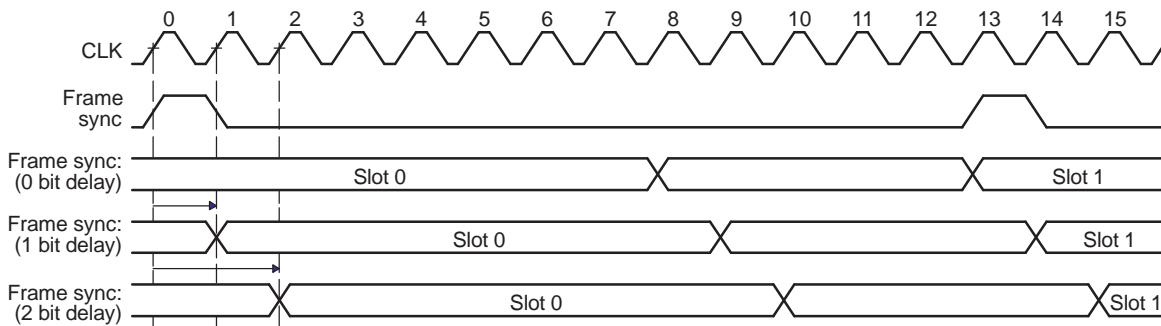 0 1 2 3 4 5 6 7 8 9 10 11 12 13 14 15
CLK
Frame
sync
Frame sync:
(0 bit delay)
Slot 0
Slot 1
Frame sync:
(1 bit delay)
Slot 0
Slot 1
Frame sync:
(2 bit delay)
Slot 0
Slot 1